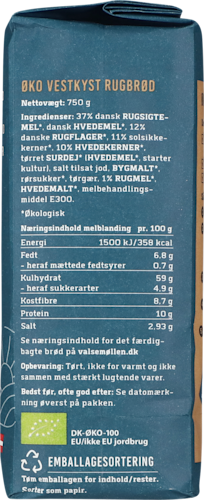 ØKO VESTKYST RUGBRØD
Nettovægt: 750 g
Ingredienser: 37% dansk RUGSIGTE-
MEL*, dansk HVEDEMEL*, 12%
danske RUGFLAGER*, 11% solsikke-
kerner*, 10% HVEDEKERNER*,
tørret SURDEJ* (HVEDEMEL*, starter
kultur), salt tilsat jod, BYGMALT*,
rørsukker*, tørgær, 1% RUGMEL*,
HVEDEMALT*, melbehandlings-
middel E300.
*Økologisk
Næringsindhold melblanding pr. 100 g
Energi 1500 kJ/358 kcal
Fedt 6,8 g
- heraf mættede fedtsyrer 0,7 g
Kulhydrat 59 g
- heraf sukkerarter 4,9 g
Kostfibre 8,7 g
Protein 10 g
Salt 2,93 g
Se næringsindhold for det færdig-
bagte brød på valsemøllen.dk
Opbevaring: Tørt, ikke for varmt og ikke
sammen med stærkt lugtende varer.
Bedst før, ofte god efter: Se datomærk-
ning øverst på pakken.
DK-ØKO-100
EU/ikke EU jordbrug
EMBALLAGESORTERING
Tøm emballagen for indhold/rester.
Sorter som papir.